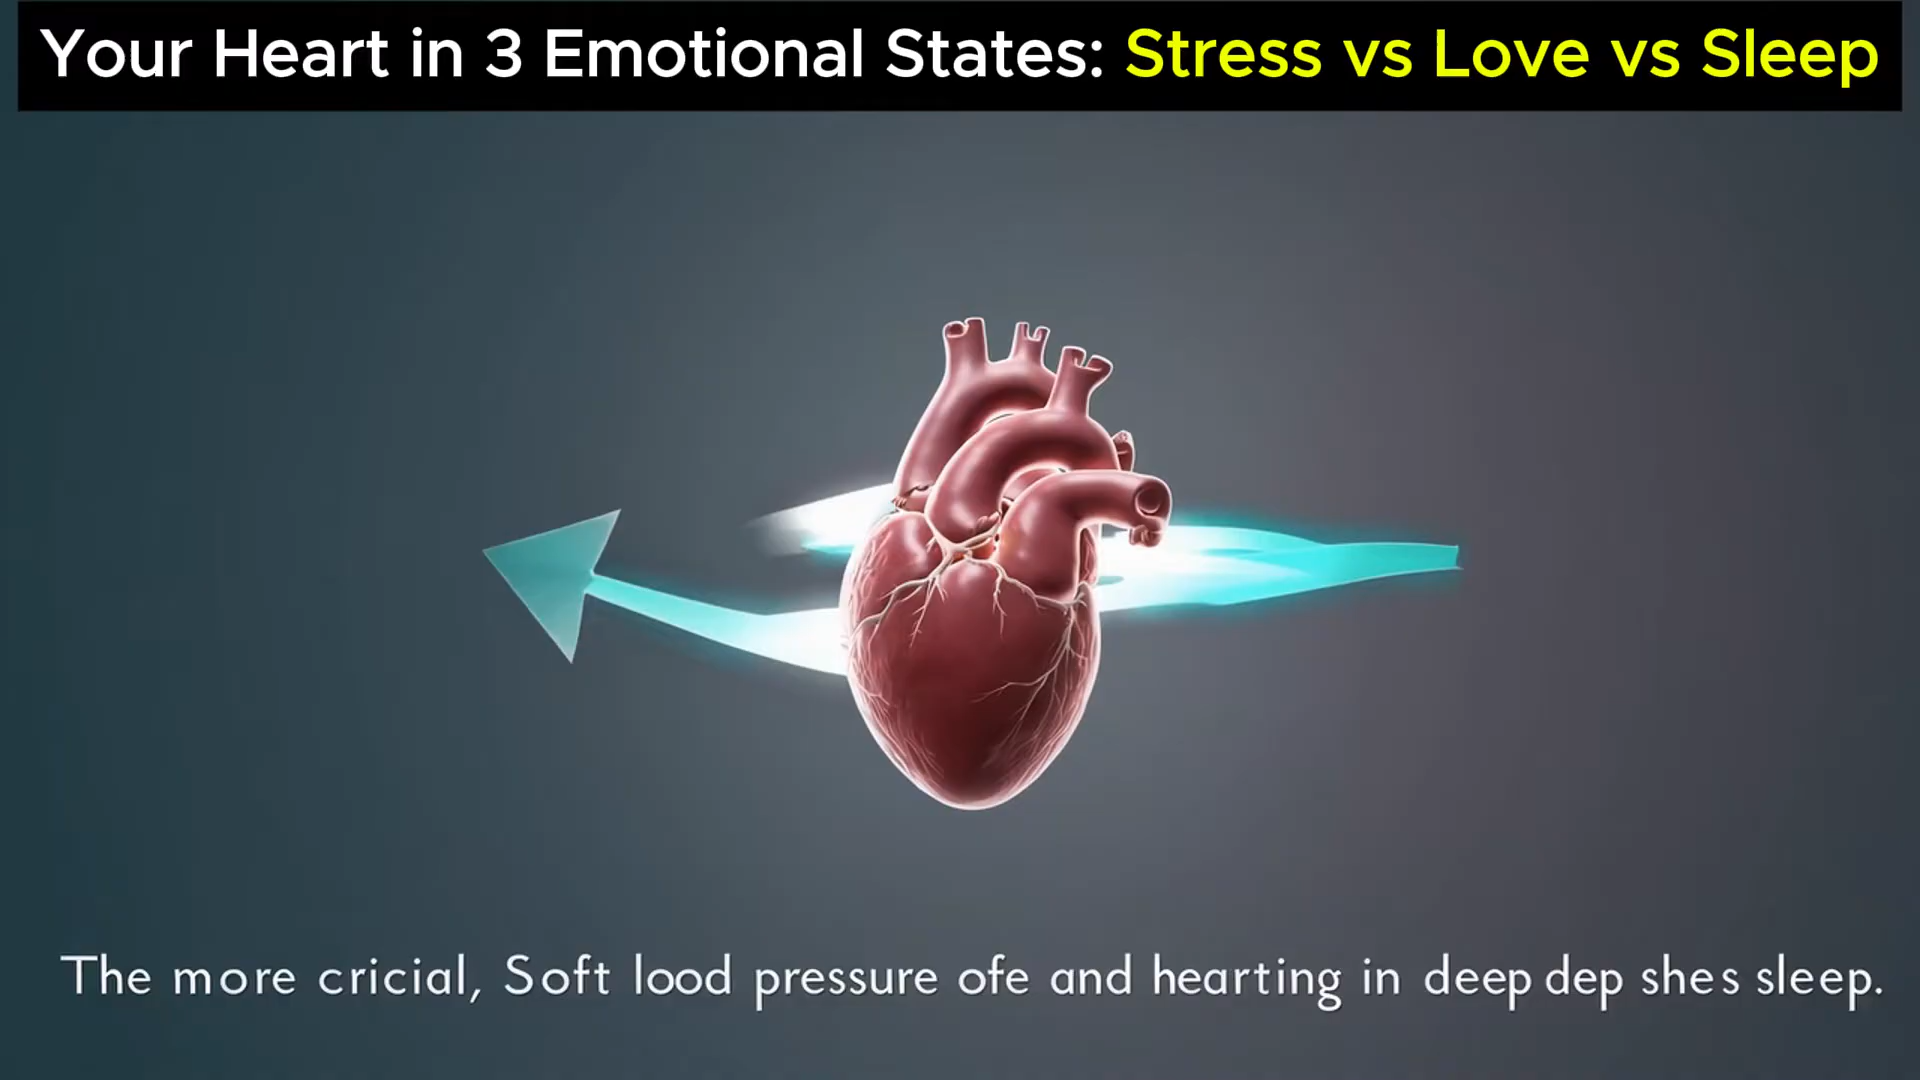 Your Heart in 3 Emotional States: Stress vs Love vs Sleep
The more cricial, Soft lood pressure ofe and hearting in deep dep shes sleep.